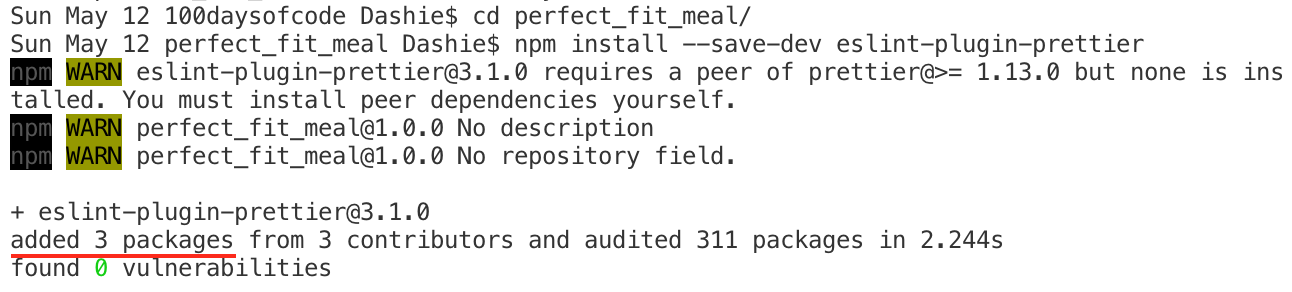 Sun May 12 100daysofcode Dashie$ cd perfect_fit_meal/
Sun May 12 perfect_fit_meal Dashie$ npm install --save-dev eslint-plugin-prettier
npm WARN eslint-plugin-prettier@3.1.0 requires a peer of prettier@>= 1.13.0 but none is ins
talled. You must install peer dependencies yourself.
npm WARN perfect_fit_meal@1.0.0 No description
npm WARN perfect_fit_meal@1.0.0 No repository field.
+ eslint-plugin-prettier@3.1.0
added 3 packages from 3 contributors and audited 311 packages in 2.244s
found 0 vulnerabilities